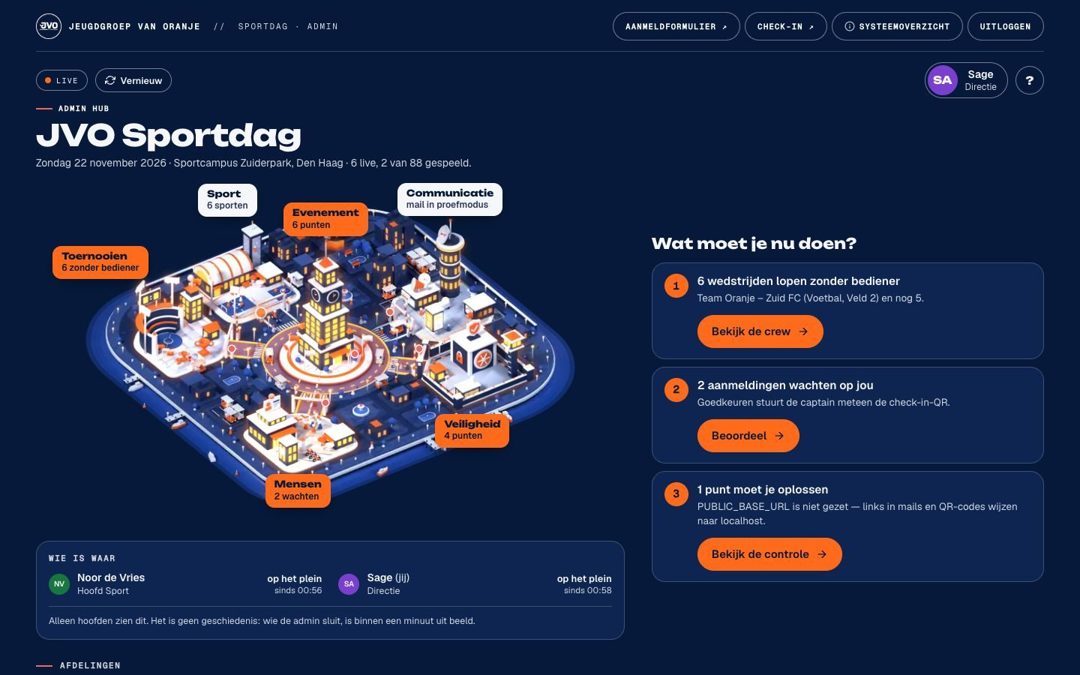 JVO JEUGDGROEP VAN ORANJE // SPORTDAG · ADMIN
AANMELDFORMULIER ↗
CHECK-IN ↗
SYSTEEMOVERZICHT
UITLOGGEN
LIVE
Vernieuw
SA Sage
Directie
?
ADMIN HUB
JVO Sportdag
Zondag 22 november 2026 · Sportcampus Zuiderpark, Den Haag · 6 live, 2 van 88 gespeeld.
Sport
6 sporten
Communicatie
mail in proefmodus
Evenement
6 punten
Toernooien
6 zonder bediener
Veiligheid
4 punten
Mensen
2 wachten
Wat moet je nu doen?
1 6 wedstrijden lopen zonder bediener
Team Oranje – Zuid FC (Voetbal, Veld 2) en nog 5.
Bekijk de crew →
2 2 aanmeldingen wachten op jou
Goedkeuren stuurt de captain meteen de check-in-QR.
Beoordeel →
3 1 punt moet je oplossen
PUBLIC_BASE_URL is niet gezet — links in mails en QR-codes wijzen
naar localhost.
Bekijk de controle →
WIE IS WAAR
NV Noor de Vries
Hoofd Sport
op het plein
sinds 00:56
SA Sage (jij)
Directie
op het plein
sinds 00:58
Alleen hoofden zien dit. Het is geen geschiedenis: wie de admin sluit, is binnen een minuut uit beeld.
AFDELINGEN